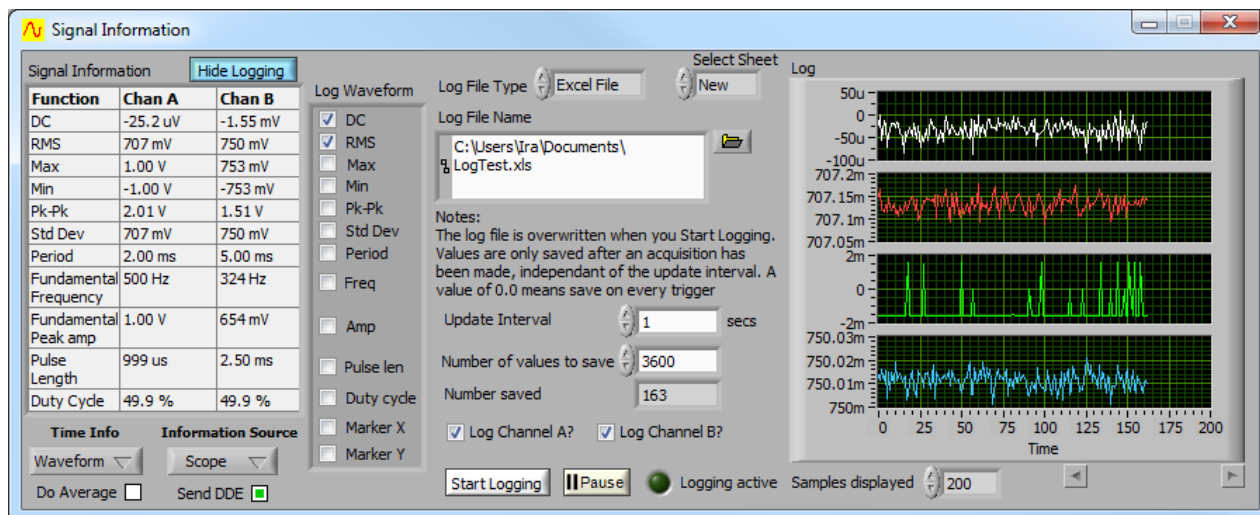 Signal Information
Signal Information
Hide Logging
Function Chan A Chan B
DC -25.2 uV -1.55 mV
RMS 707 mV 750 mV
Max 1.00 V 753 mV
Min -1.00 V -753 mV
Pk-Pk 2.01 V 1.51 V
Std Dev 707 mV 750 mV
Period 2.00 ms 5.00 ms
Fundamental 500 Hz 324 Hz
Frequency
Fundamental 1.00 V 654 mV
Peak amp
Pulse 999 us 2.50 ms
Length
Duty Cycle 49.9 % 49.9 %
Time Info Information Source
Waveform Scope
Do Average Send DDE
Log Waveform
DC
RMS
Max
Min
Pk-Pk
Std Dev
Period
Freq
Amp
Pulse len
Duty cycle
Marker X
Marker Y
Select Sheet
Log File Type Excel File New
Log File Name
C:\Users\Ira\Documents\
LogTest.xls
Notes:
The log file is overwritten when you Start Logging.
Values are only saved after an acquisition has
been made, independant of the update interval. A
value of 0.0 means save on every trigger
Update Interval 1 secs
Number of values to save 3600
Number saved 163
Log Channel A? Log Channel B?
Start Logging Pause Logging active
Log
50u
0
-50u
-100u
707.2m
707.15m
707.1m
707.05m
2m
0
-2m
750.03m
750.02m
750.01m
750m
0 25 50 75 100 125 150 175 200
Time
Samples displayed 200